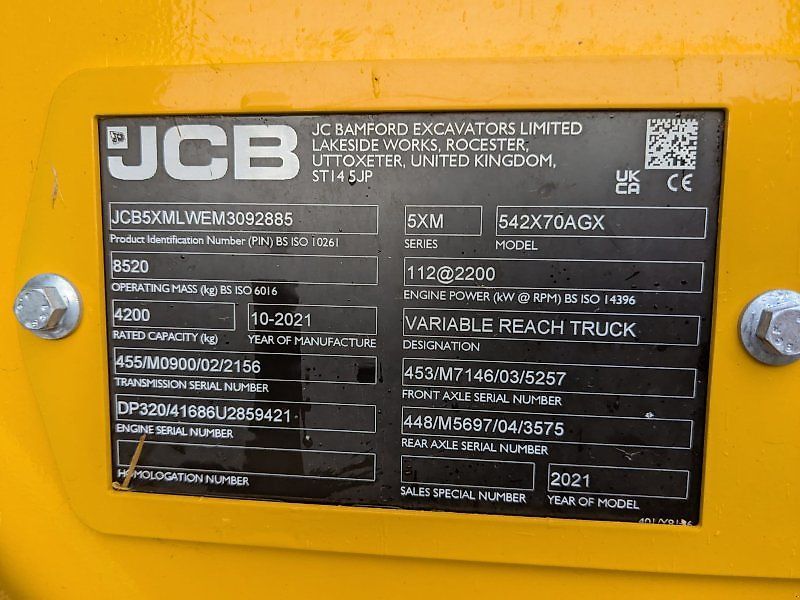 JCB
JC BAMFORD EXCAVATORS LIMITED
LAKESIDE WORKS, ROCESTER,
UTTOXETER, UNITED KINGDOM,
ST14 5JP
UK
CA
CE
JCB5XMLWEM3092885
Product Identification Number (PIN) BS ISO 10261
5XM
SERIES
542X70AGX
MODEL
8520
OPERATING MASS (kg) BS ISO 6016
112@2200
ENGINE POWER (kW @ RPM) BS ISO 14396
4200
RATED CAPACITY (kg)
10-2021
YEAR OF MANUFACTURE
VARIABLE REACH TRUCK
DESIGNATION
455/M0900/02/2156
TRANSMISSION SERIAL NUMBER
453/M7146/03/5257
FRONT AXLE SERIAL NUMBER
DP320/41686U2859421
ENGINE SERIAL NUMBER
448/M5697/04/3575
REAR AXLE SERIAL NUMBER
HOMOLOGATION NUMBER
SALES SPECIAL NUMBER
2021
YEAR OF MODEL